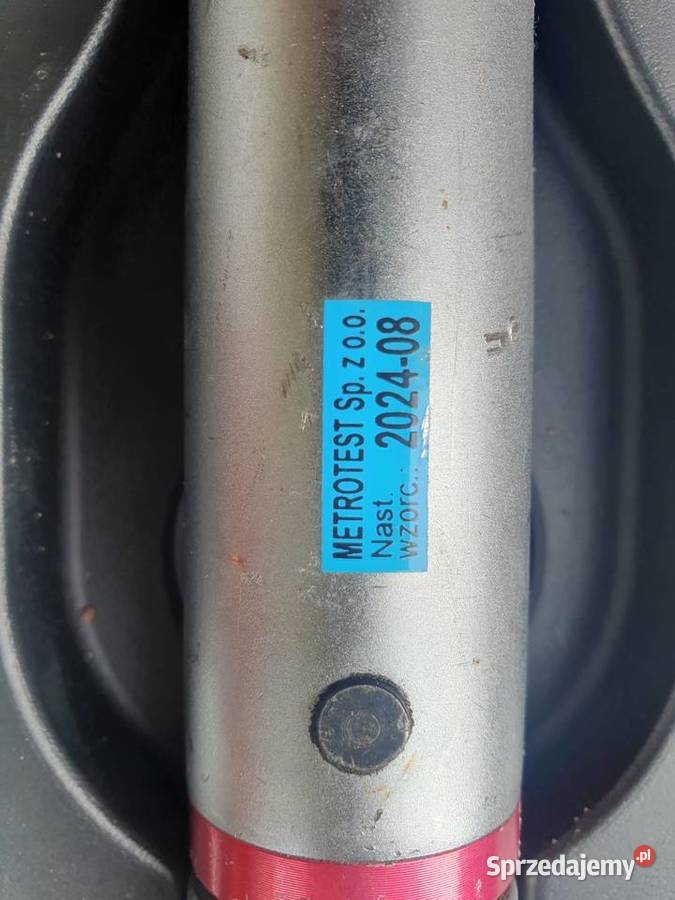 METROTEST Sp. z o.o.
Nast.
wzorc.: 2024-08
Sprzedajemy.pl